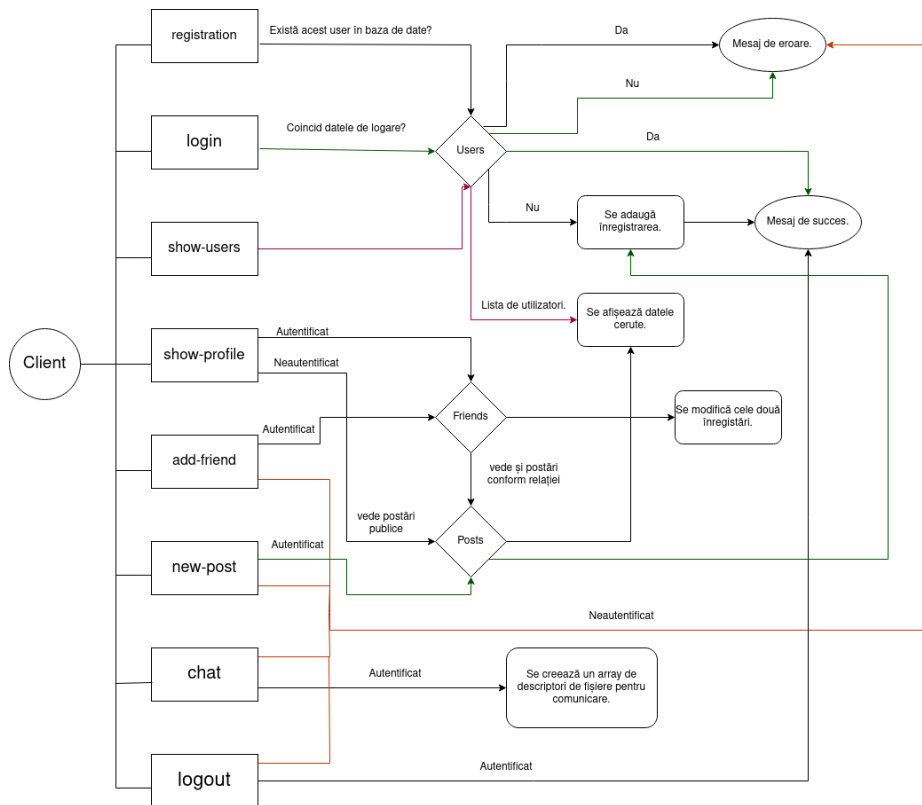 registration
Există acest user în baza de date?
Da
Mesaj de eroare.
Nu
login
Coincid datele de logare?
Users
Da
Nu
Se adaugă
înregistrarea.
Mesaj de succes.
show-users
Lista de utilizatori.
Se afișează datele
cerute.
Client
show-profile
Autentificat
Neautentificat
Friends
Se modifică cele două
înregistări.
add-friend
Autentificat
vede și postări
conform relației
vede postări
publice
Posts
new-post
Autentificat
Neautentificat
chat
Autentificat
Se creează un array de
descriptori de fișiere pentru
comunicare.
logout
Autentificat